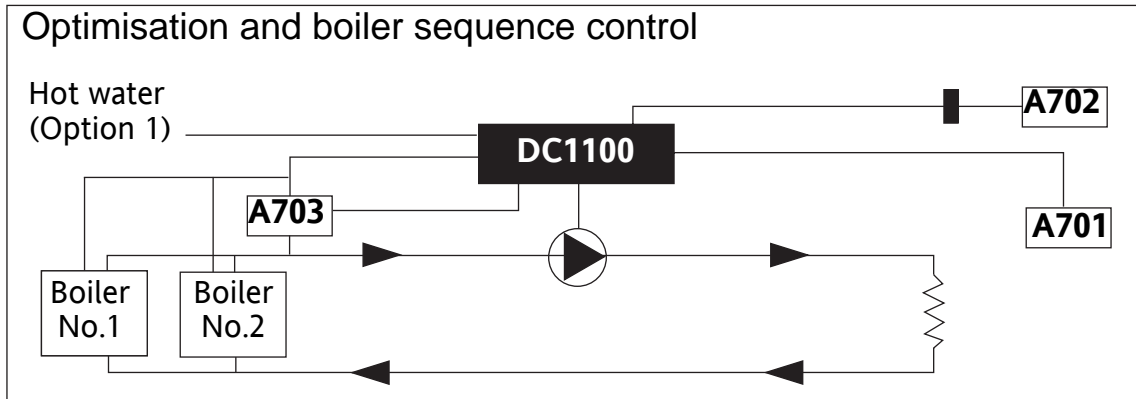 Optimisation and boiler sequence control
Hot water
(Option 1)
DC1100
A702
A703
A701
Boiler
No.1
Boiler
No.2